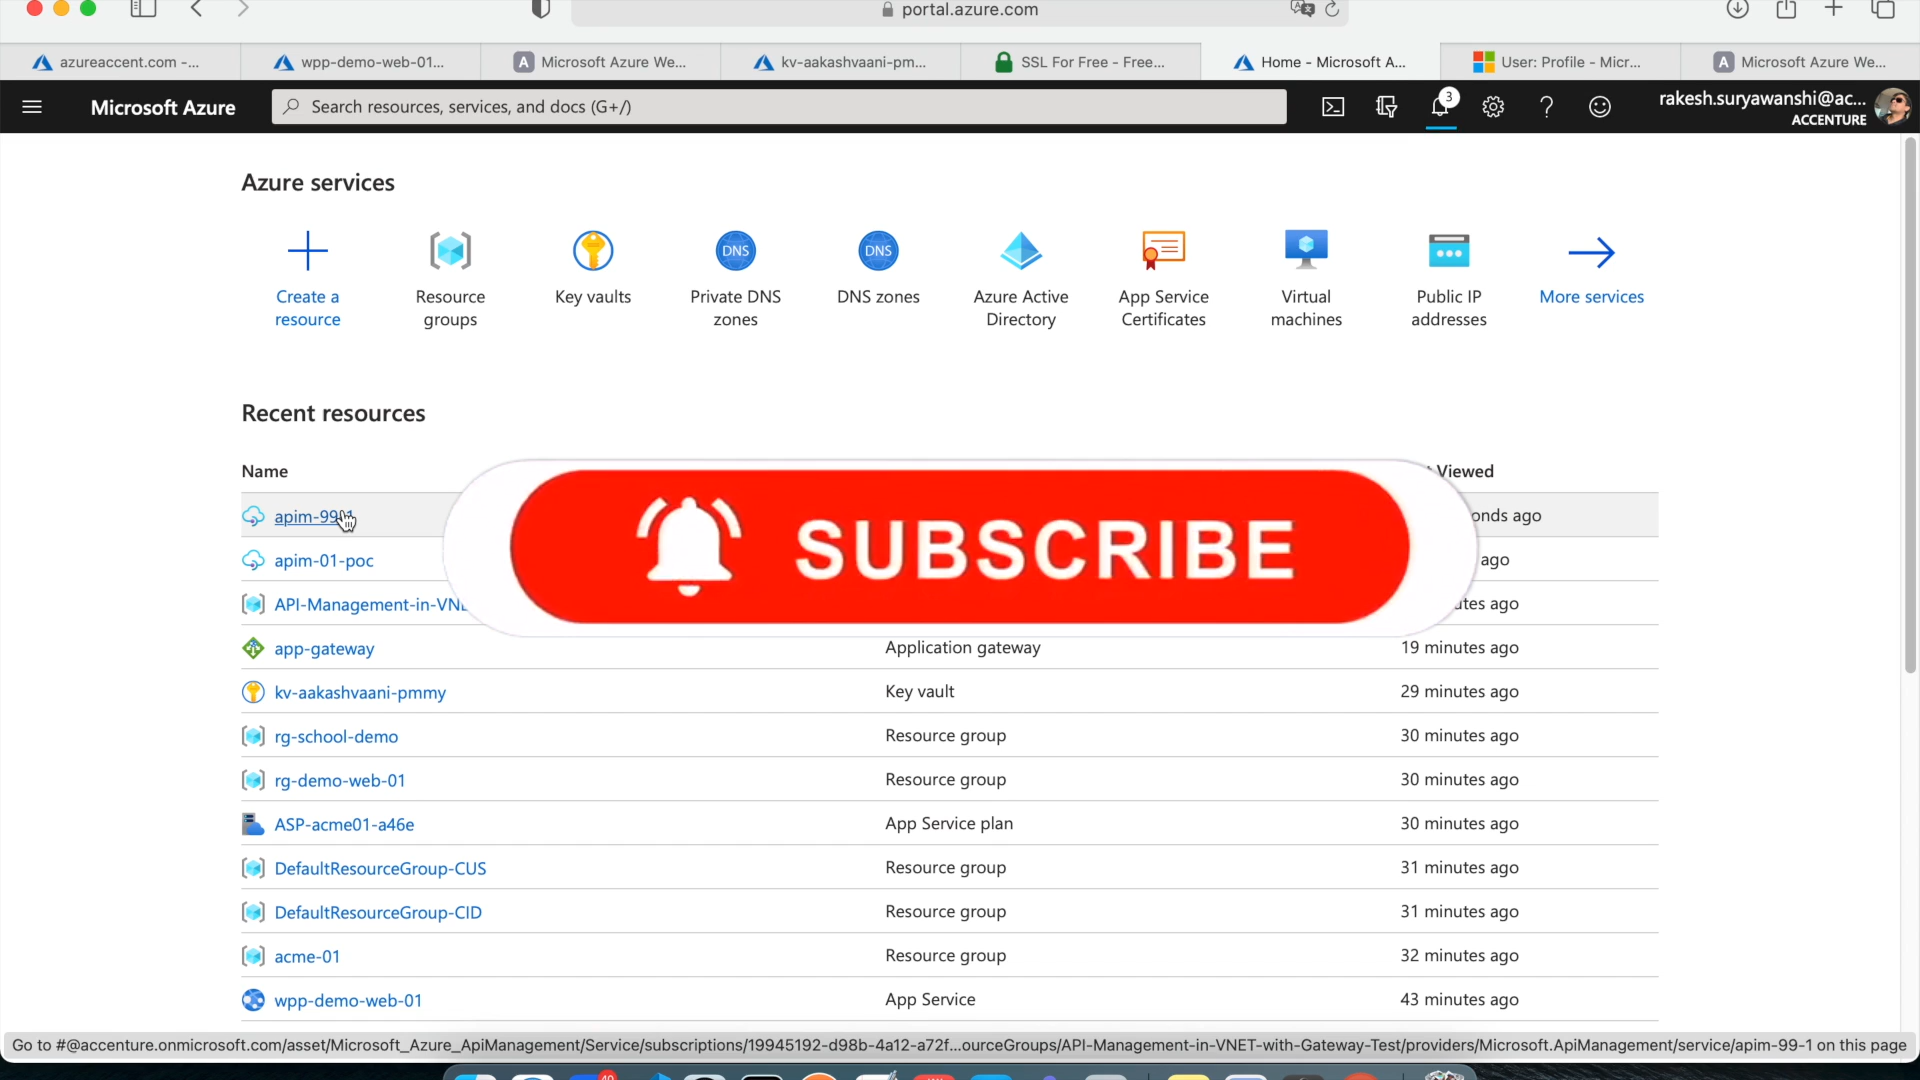 portal.azure.com
azureaccent.com -...
wpp-demo-web-01...
A Microsoft Azure We...
kv-aakashvaani-pm...
SSL For Free - Free...
Home - Microsoft A...
User: Profile - Micr...
A Microsoft Azure We...
Microsoft Azure
Search resources, services, and docs (G+/)
3
rakesh.suryawanshi@ac...
ACCENTURE
Azure services
Create a
resource
Resource
groups
Key vaults
DNS
Private DNS
zones
DNS
DNS zones
Azure Active
Directory
App Service
Certificates
Virtual
machines
Public IP
addresses
More services
Recent resources
Name
Viewed
apim-99-1
onds ago
SUBSCRIBE
apim-01-poc
ago
API-Management-in-VNE
utes ago
app-gateway Application gateway 19 minutes ago
kv-aakashvaani-pmmy Key vault 29 minutes ago
rg-school-demo Resource group 30 minutes ago
rg-demo-web-01 Resource group 30 minutes ago
ASP-acme01-a46e App Service plan 30 minutes ago
DefaultResourceGroup-CUS Resource group 31 minutes ago
DefaultResourceGroup-CID Resource group 31 minutes ago
acme-01 Resource group 32 minutes ago
wpp-demo-web-01 App Service 43 minutes ago
Go to #@accenture.onmicrosoft.com/asset/Microsoft_Azure_ApiManagement/Service/subscriptions/19945192-d98b-4a12-a72f...ourceGroups/API-Management-in-VNET-with-Gateway-Test/providers/Microsoft.ApiManagement/service/apim-99-1 on this page
40